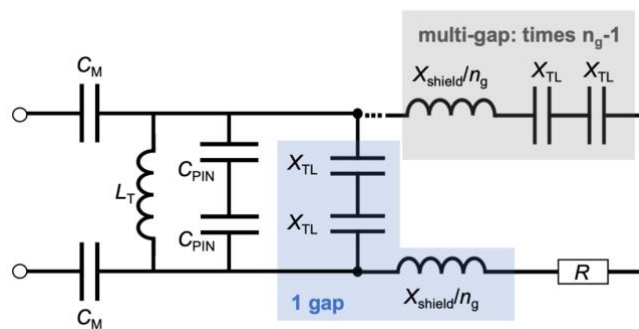 multi-gap: times n_g-1
C_M
X_shield/n_g
X_TL X_TL
L_T
C_PIN
X_TL
C_PIN
X_TL
1 gap
X_shield/n_g
R
C_M